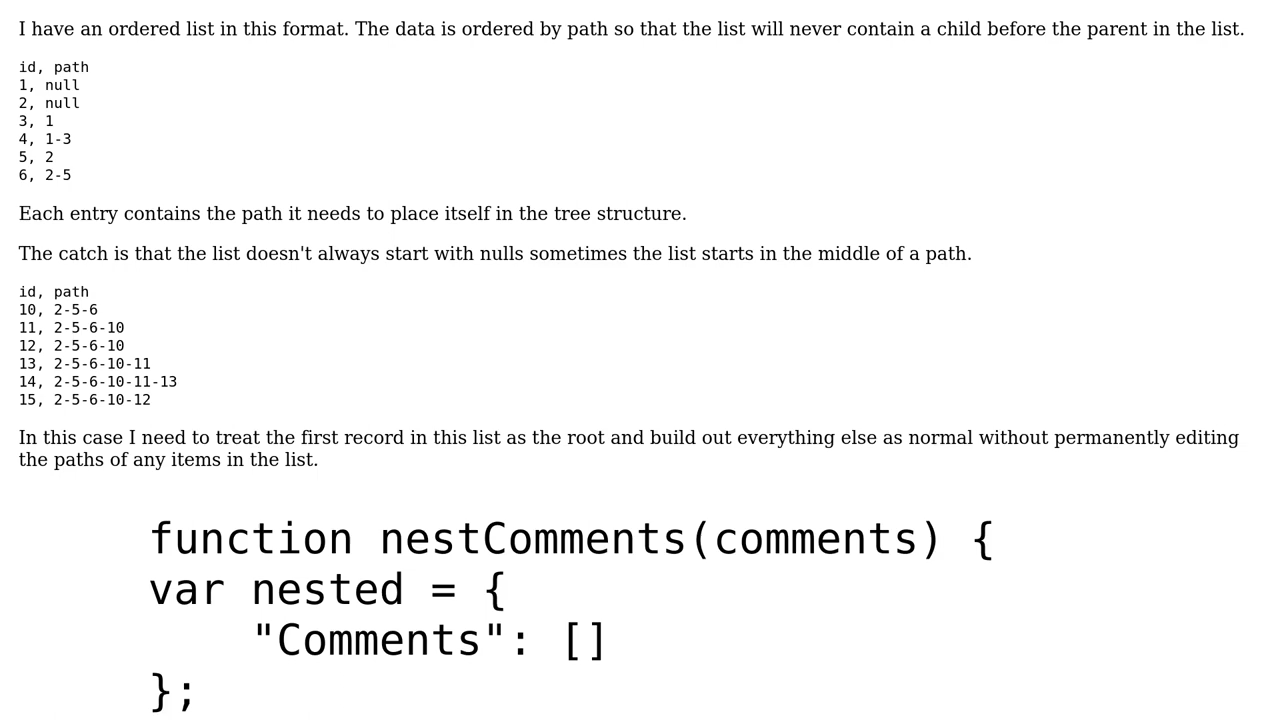 I have an ordered list in this format. The data is ordered by path so that the list will never contain a child before the parent in the list.
id, path
1, null
2, null
3, 1
4, 1-3
5, 2
6, 2-5
Each entry contains the path it needs to place itself in the tree structure.
The catch is that the list doesn't always start with nulls sometimes the list starts in the middle of a path.
id, path
10, 2-5-6
11, 2-5-6-10
12, 2-5-6-10
13, 2-5-6-10-11
14, 2-5-6-10-11-13
15, 2-5-6-10-12
In this case I need to treat the first record in this list as the root and build out everything else as normal without permanently editing
the paths of any items in the list.
function nestComments(comments) {
var nested = {
    "Comments": []
};